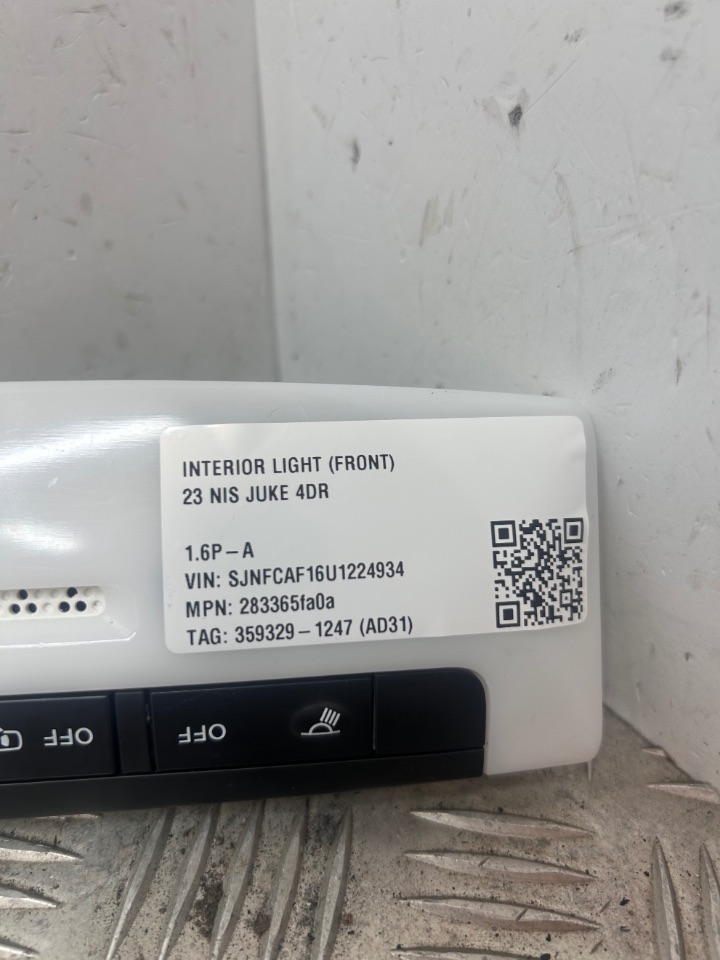 INTERIOR LIGHT (FRONT)
23 NIS JUKE 4DR
1.6P-A
VIN: SJNFCAF16U1224934
MPN: 283365fa0a
TAG: 359329-1247 (AD31)
OFF
OFF